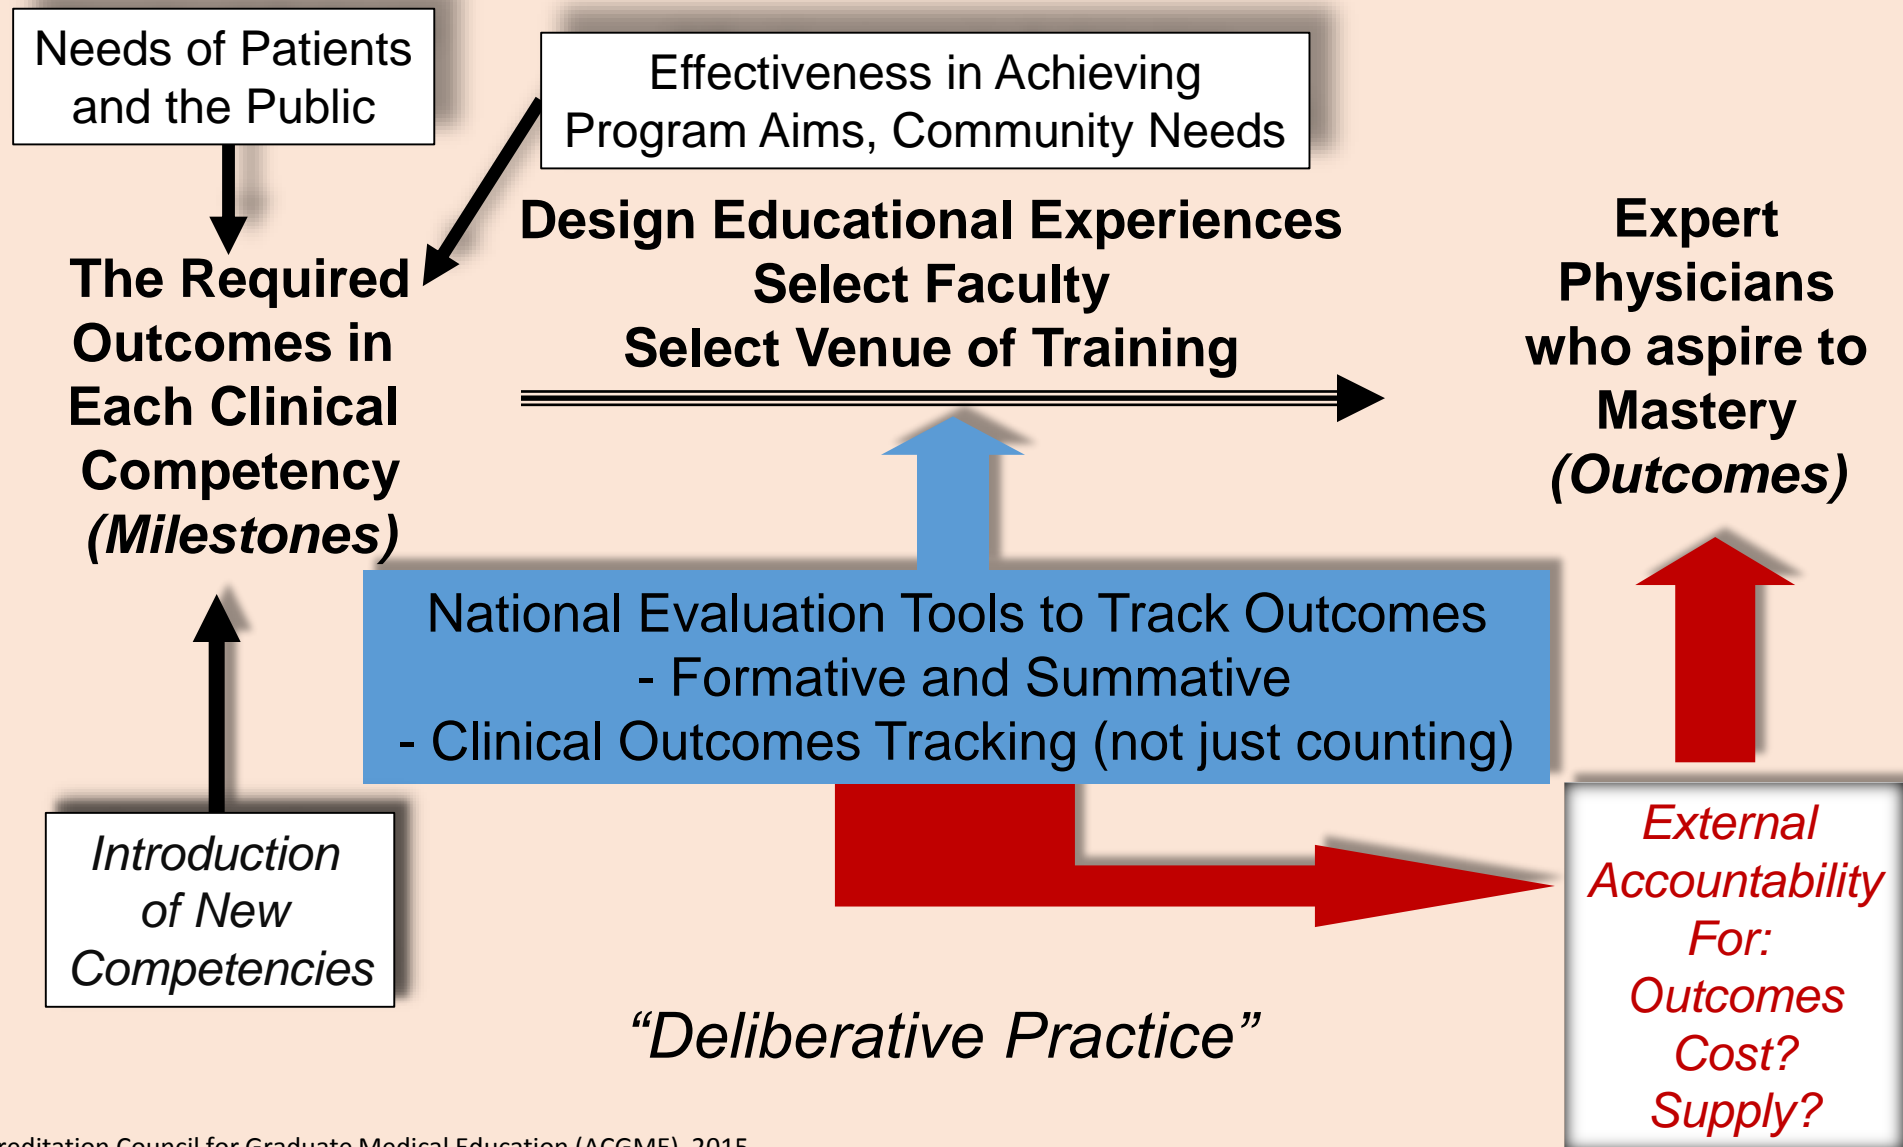 Needs of Patients
and the Public
Effectiveness in Achieving
Program Aims, Community Needs
The Required
Outcomes in
Each Clinical
Competency
(Milestones)
Design Educational Experiences
Select Faculty
Select Venue of Training
Expert
Physicians
who aspire to
Mastery
(Outcomes)
National Evaluation Tools to Track Outcomes
- Formative and Summative
- Clinical Outcomes Tracking (not just counting)
Introduction
of New
Competencies
External
Accountability
For:
Outcomes
Cost?
Supply?
“Deliberative Practice”
Council for Graduate Medical Education (ACGME) 2015